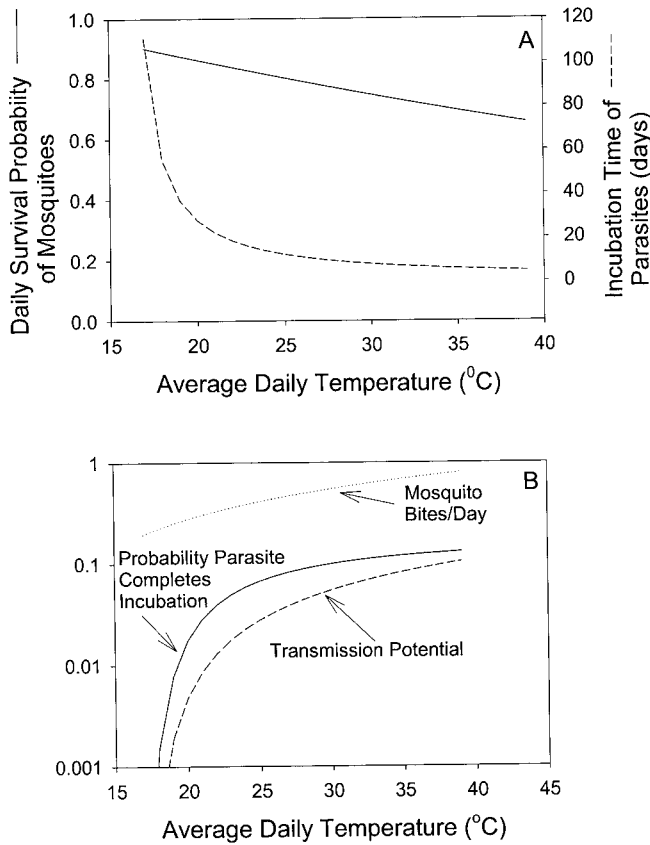 Daily Survival Probability
of Mosquitoes
1.0
0.8
0.6
0.4
0.2
0.0
A
120
100
80
60
40
20
0
Incubation Time of
Parasites (days)
15 20 25 30 35 40
Average Daily Temperature (⁰C)
1
0.1
0.01
0.001
B
Mosquito
Bites/Day
Probability Parasite
Completes
Incubation
Transmission Potential
15 20 25 30 35 40 45
Average Daily Temperature (°C)